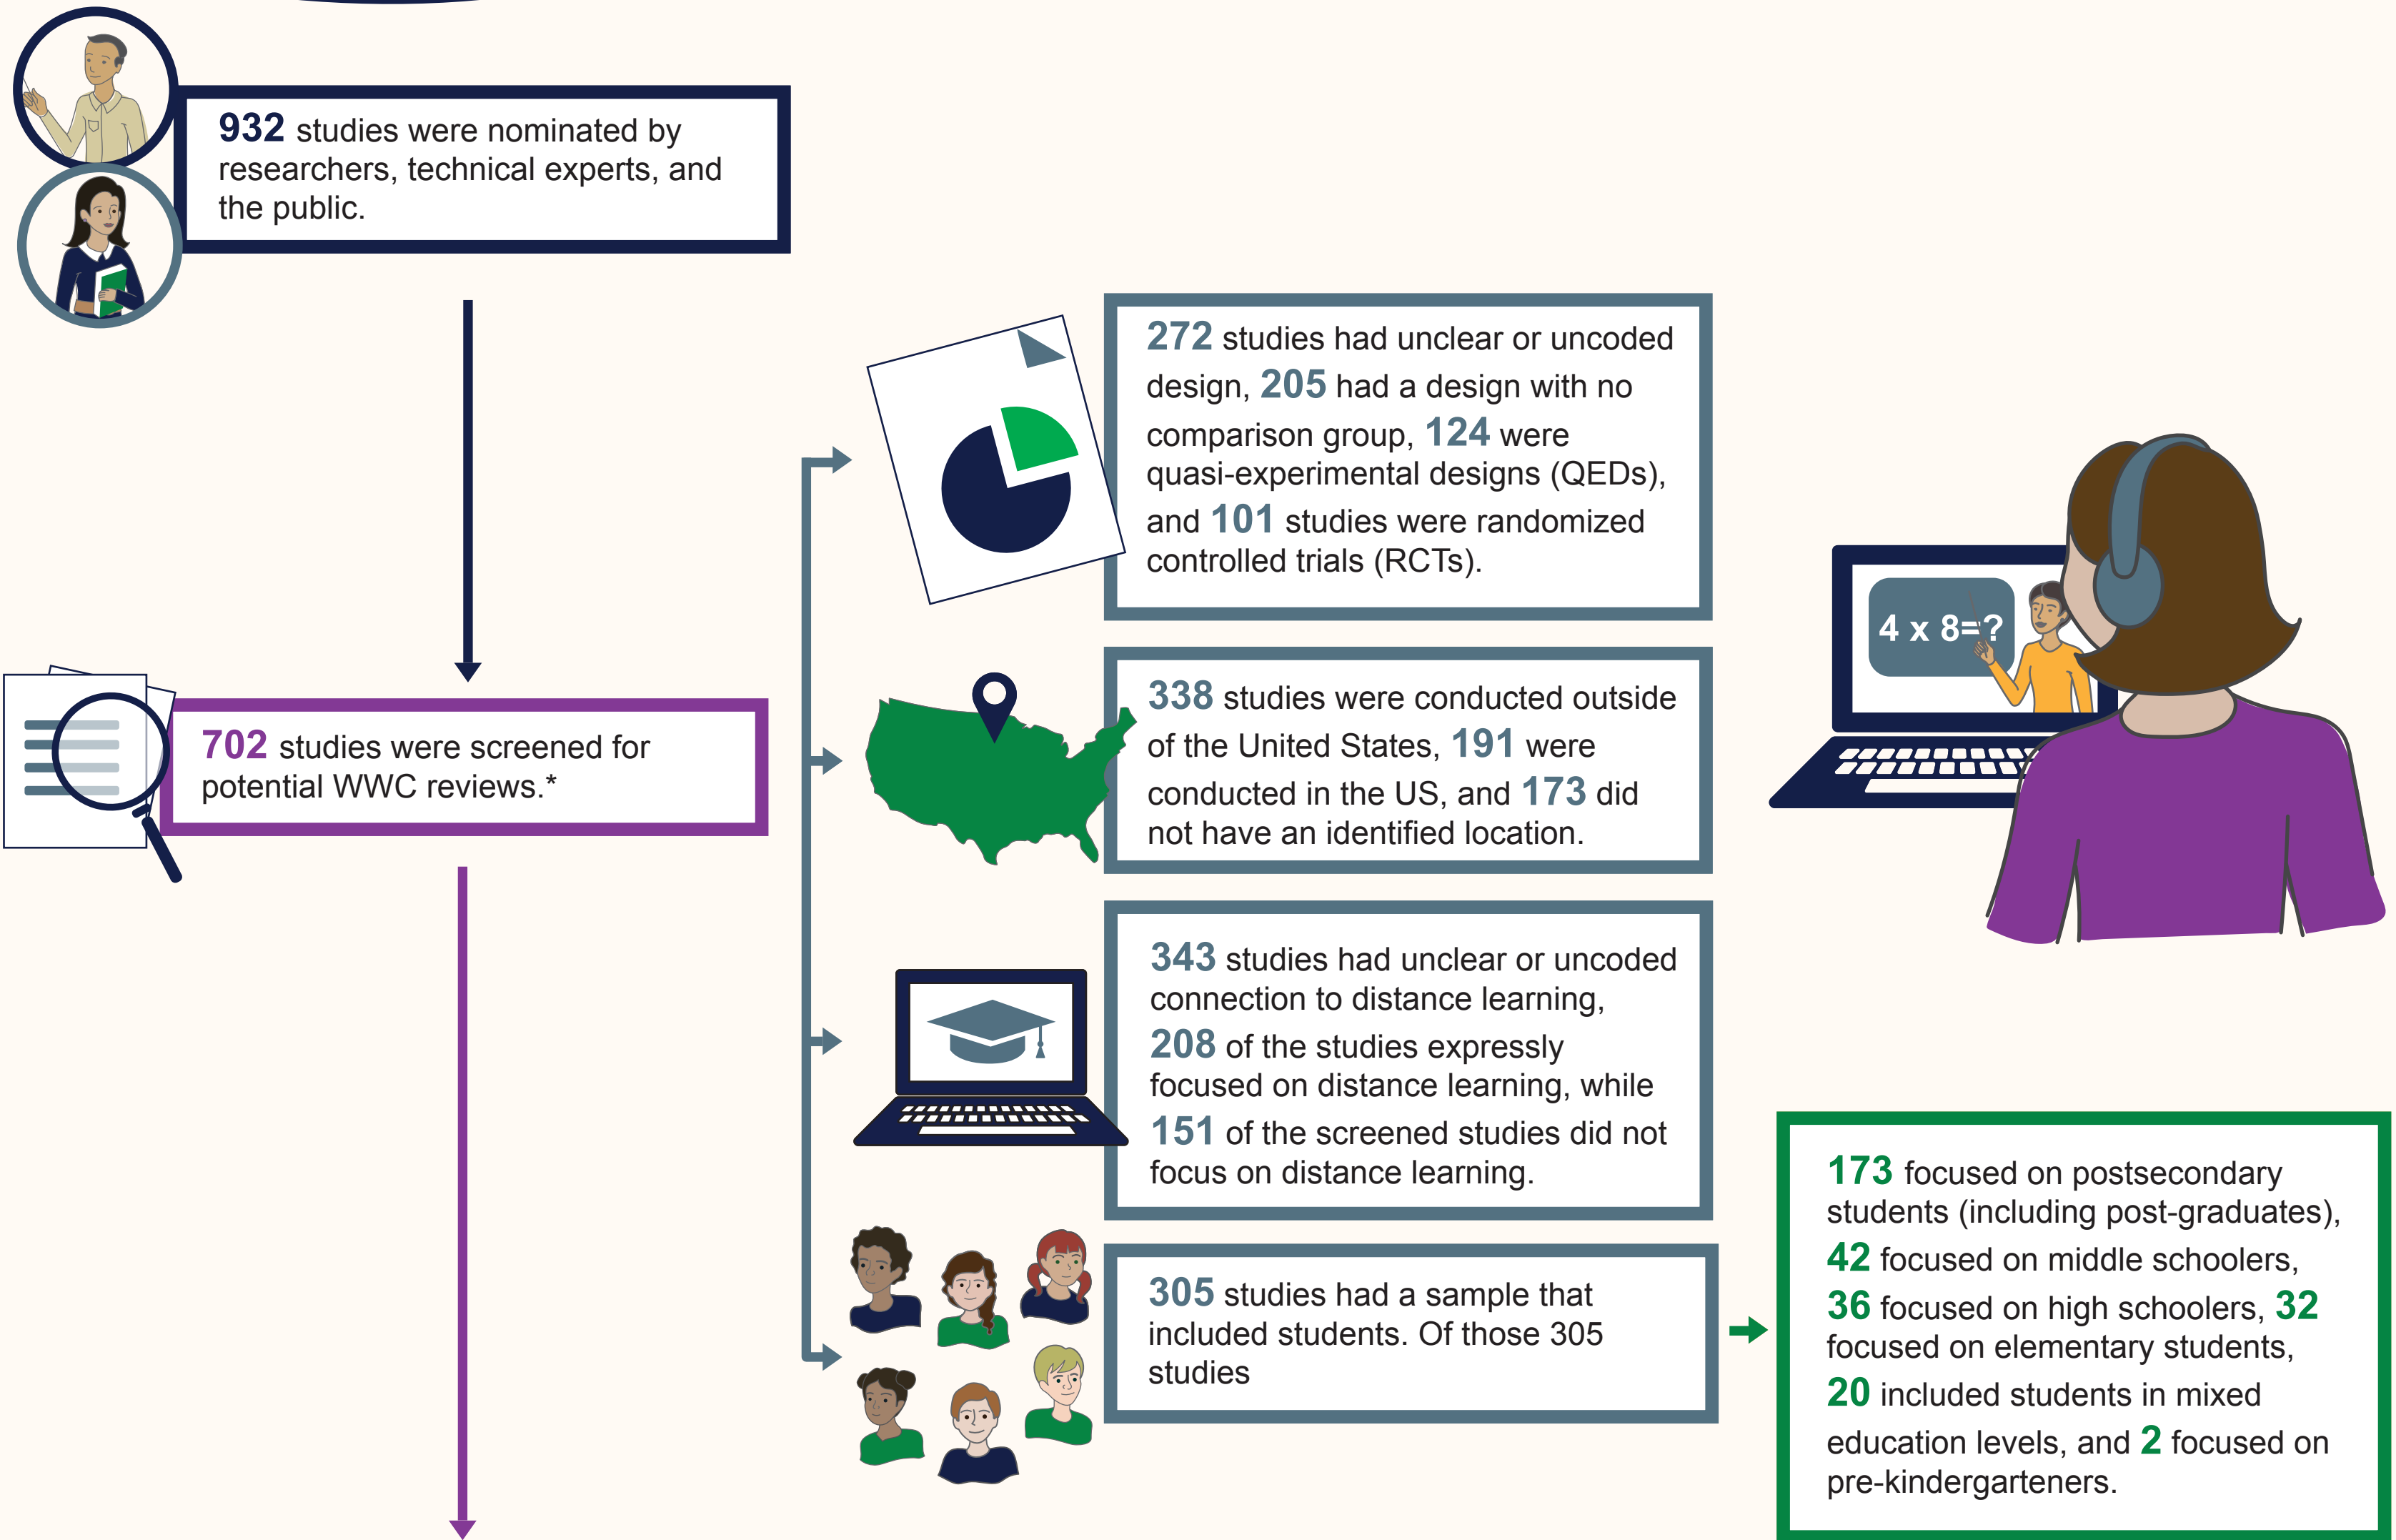 932 studies were nominated by
researchers, technical experts, and
the public.
702 studies were screened for
potential WWC reviews.*
272 studies had unclear or uncoded
design, 205 had a design with no
comparison group, 124 were
quasi-experimental designs (QEDs),
and 101 studies were randomized
controlled trials (RCTs).
338 studies were conducted outside
of the United States, 191 were
conducted in the US, and 173 did
not have an identified location.
4 x 8=?
343 studies had unclear or uncoded
connection to distance learning,
208 of the studies expressly
focused on distance learning, while
151 of the screened studies did not
focus on distance learning.
305 studies had a sample that
included students. Of those 305
studies
173 focused on postsecondary
students (including post-graduates),
42 focused on middle schoolers,
36 focused on high schoolers, 32
focused on elementary students,
20 included students in mixed
education levels, and 2 focused on
pre-kindergarteners.